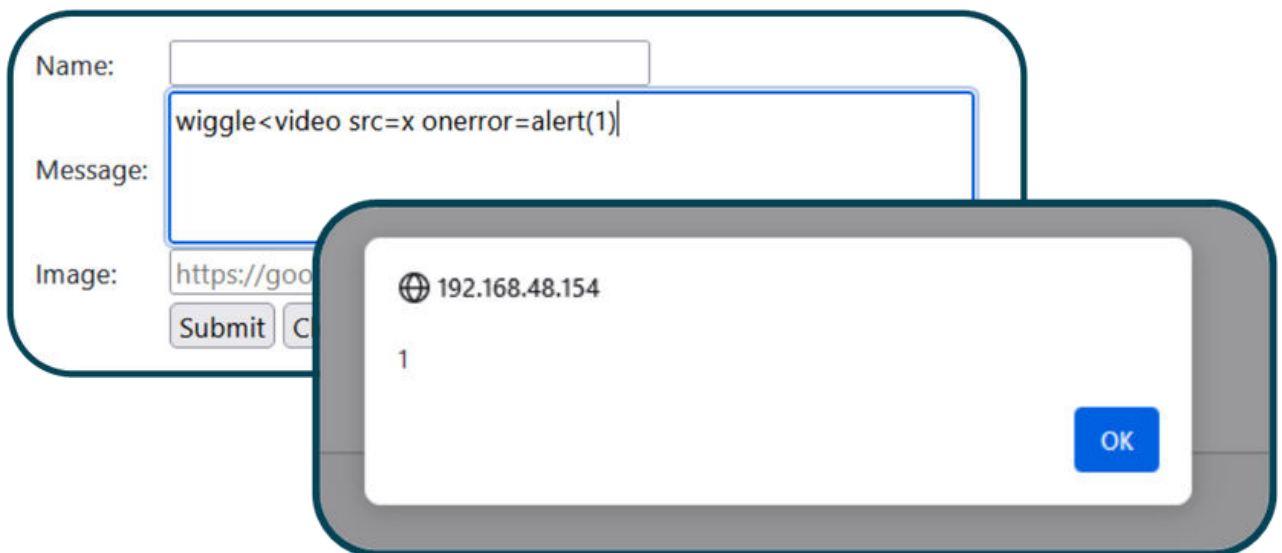 Name:
wiggle<video src=x onerror=alert(1)
Message:
Image:
https://goo
Submit
192.168.48.154
1
OK